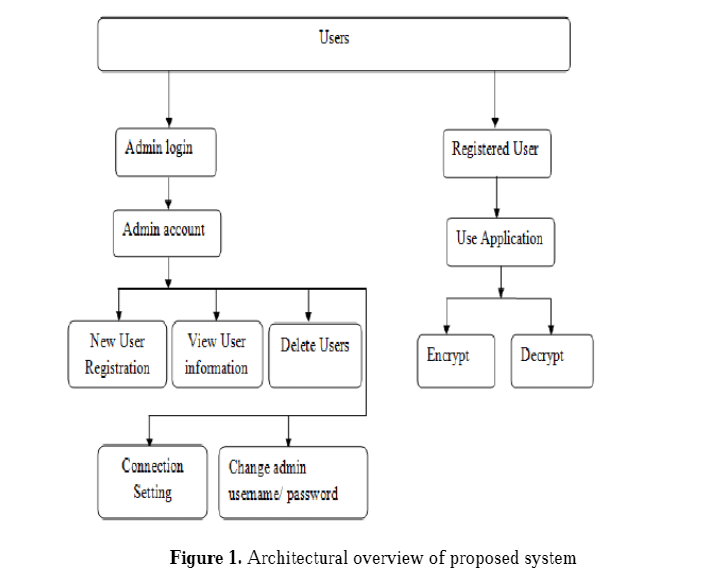 Users
Admin login
Registered User
Admin account
Use Application
New User
Registration
View User
information
Delete Users
Encrypt
Decrypt
Connection
Setting
Change admin
username/ password
Figure 1. Architectural overview of proposed system